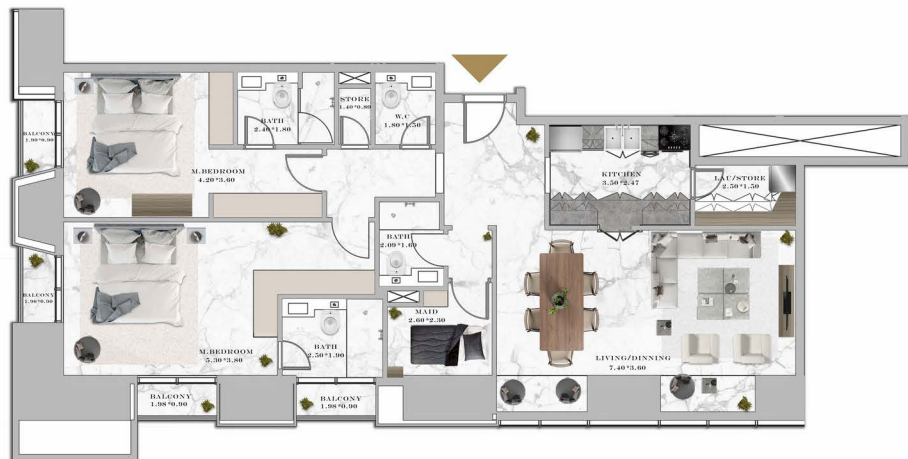 STORE
1.40*0.80
BATH
2.40*1.80
W.C
1.80*1.50
BALCONY
1.90*0.90
M.BEDROOM
4.20*3.60
KITCHEN
3.50*2.47
LAU/STORE
2.50*1.50
BATH
2.09*1.60
BALCONY
1.98*0.90
MAID
2.60*2.30
M.BEDROOM
5.30*3.80
BATH
2.50*1.90
LIVING/DINNING
7.40*3.60
BALCONY
1.98*0.90
BALCONY
1.98*0.90